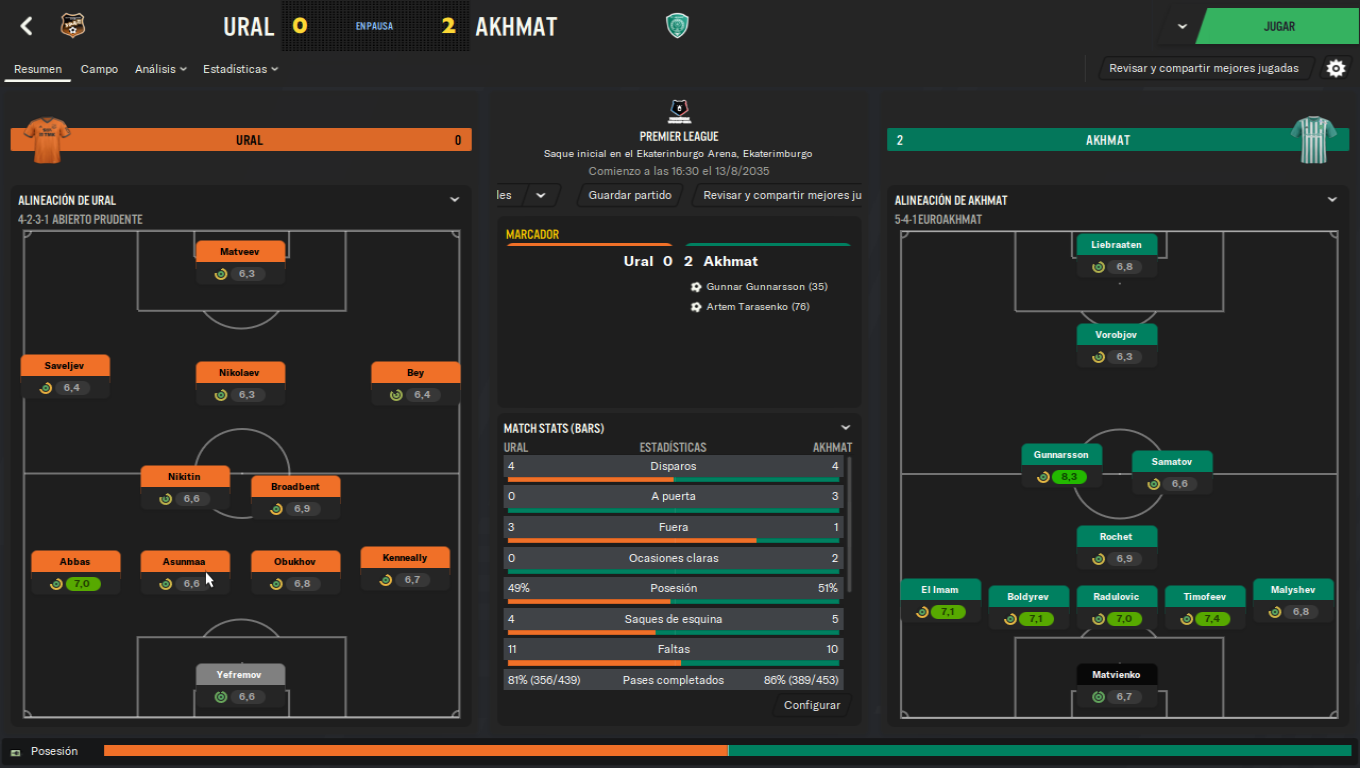 URAL 0 EN PAUSA 2 AKHMAT
JUGAR
Resumen Campo Análisis Estadísticas
Revisar y compartir mejores jugadas
URAL 0
PREMIER LEAGUE
Saque inicial en el Ekaterinburgo Arena, Ekaterimburgo
Comienzo a las 16:30 el 13/8/2035
les Guardar partido Revisar y compartir mejores ju
2 AKHMAT
ALINEACIÓN DE URAL
4-2-3-1 ABIERTO PRUDENTE
Matveev
6,3
Saveljev
6,4
Nikolaev
6,3
Bey
6,4
Nikitin
6,6
Broadbent
6,9
Abbas
7,0
Asunmaa
6,6
Obukhov
6,8
Kenneally
6,7
Yefremov
6,6
MARCADOR
Ural 0 2 Akhmat
Gunnar Gunnarsson (35)
Artem Tarasenko (76)
MATCH STATS (BARS)
URAL ESTADÍSTICAS AKHMAT
4 Disparos 4
0 A puerta 3
3 Fuera 1
0 Ocasiones claras 2
49% Posesión 51%
4 Saques de esquina 5
11 Faltas 10
81% (356/439) Pases completados 86% (389/453)
Configurar
ALINEACIÓN DE AKHMAT
5-4-1 EUROAKHMAT
Liebraaten
6,8
Vorobjov
6,3
Gunnarsson
8,3
Samatov
6,6
Rochet
6,9
El Imam
7,1
Boldyrev
7,1
Radulovic
7,0
Timofeev
7,4
Malyshev
6,8
Matvienko
6,7
Posesión